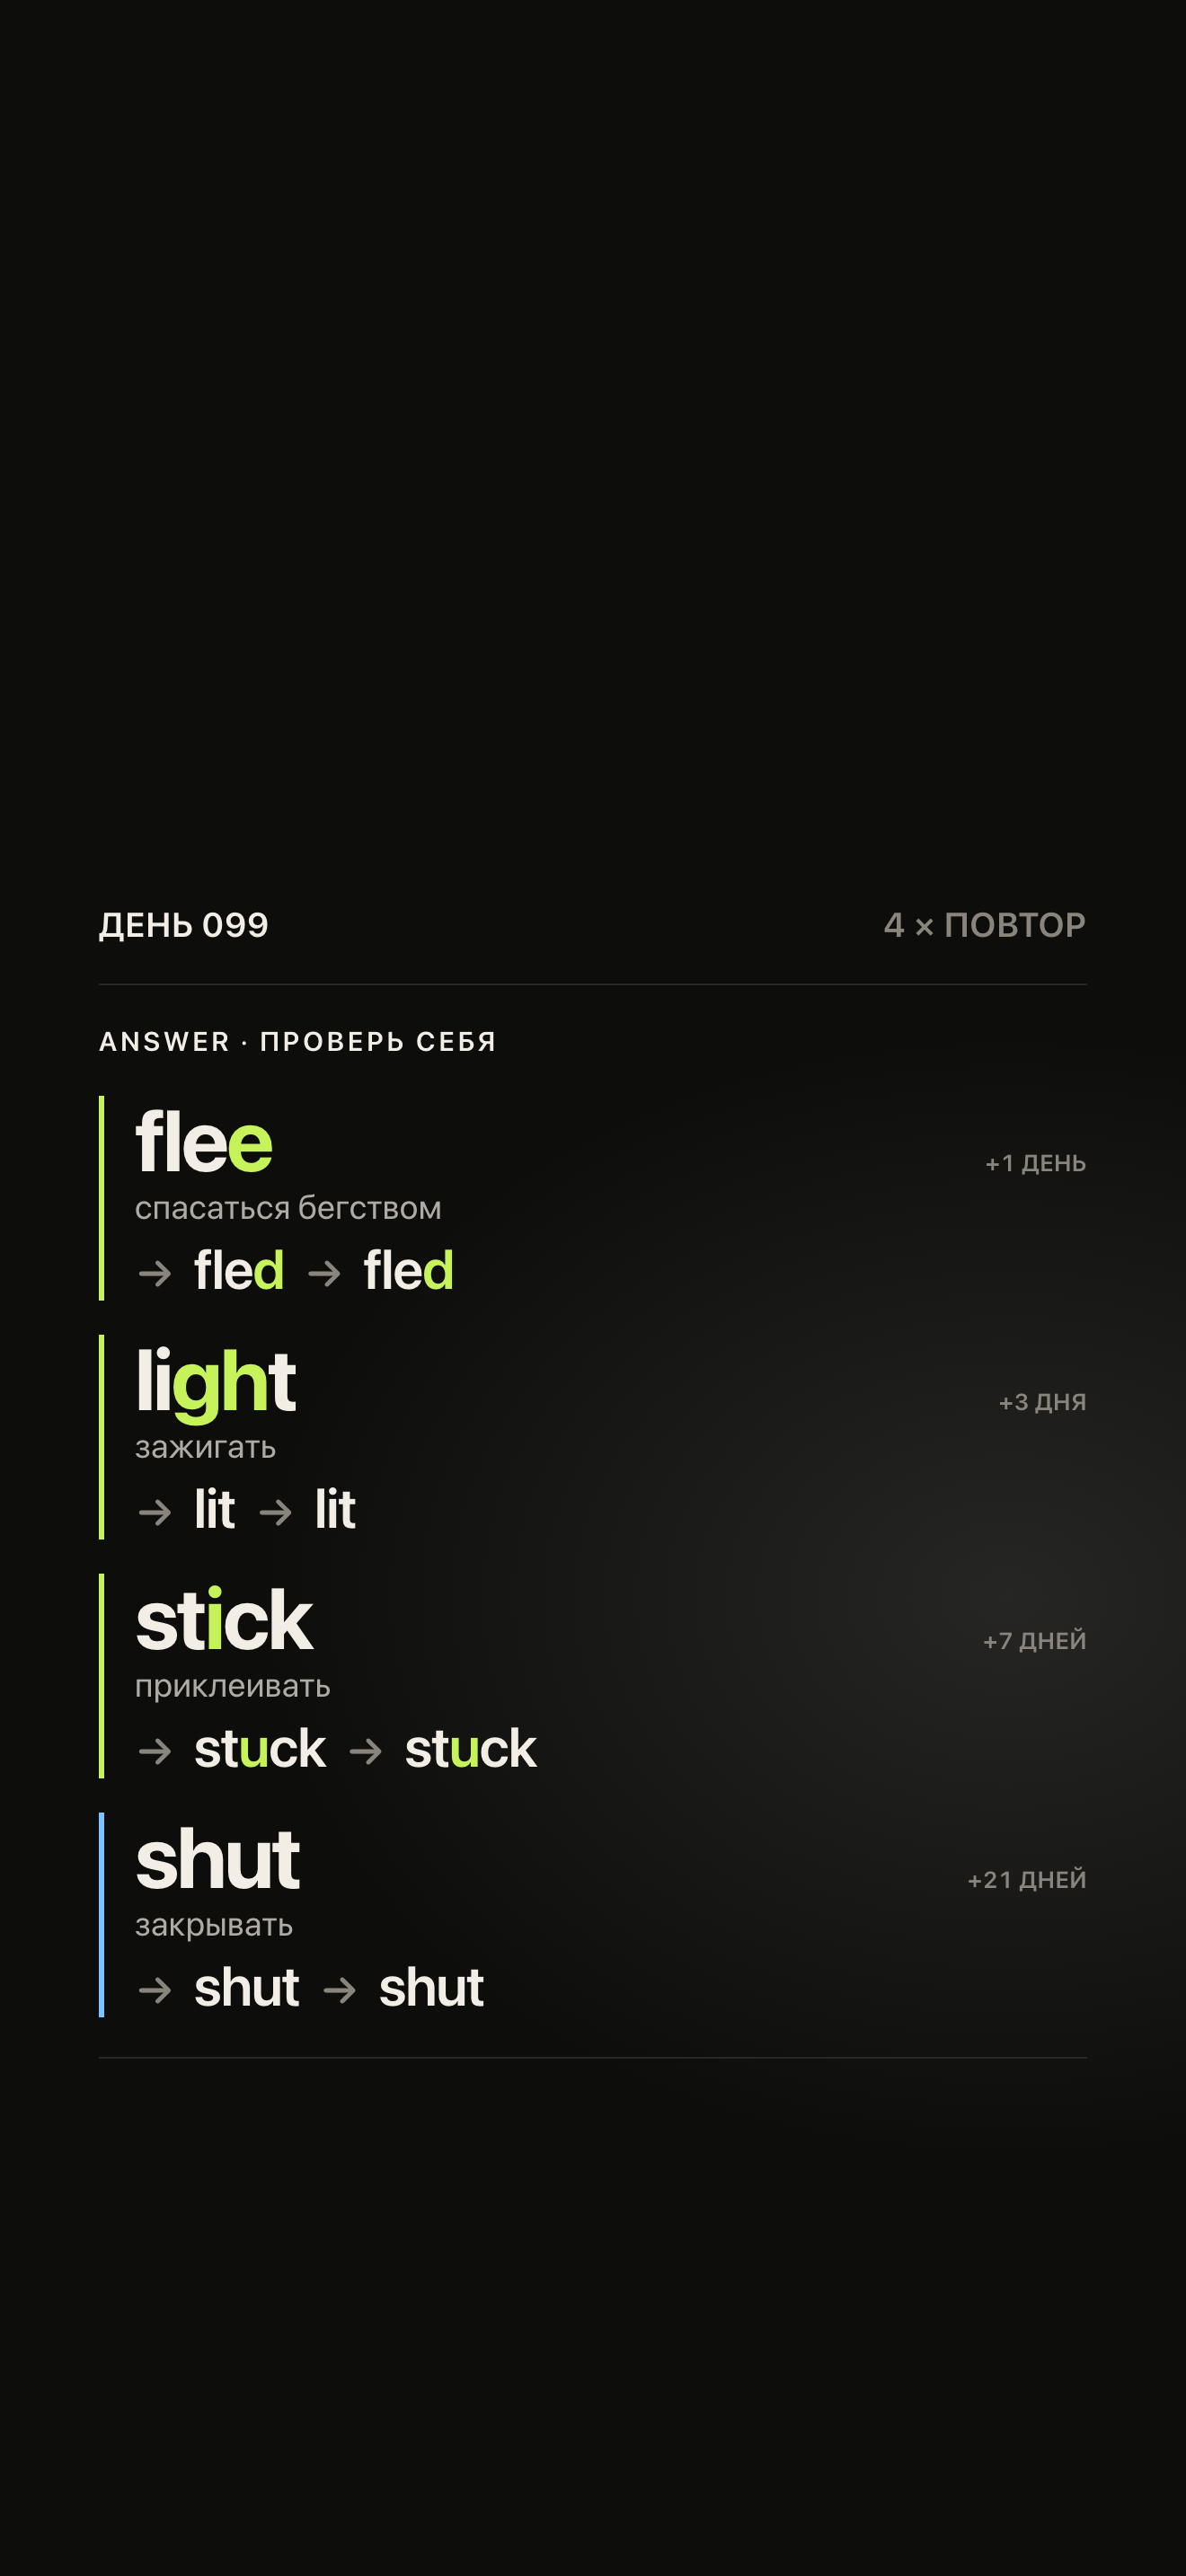 ДЕНЬ 099
4 × ПОВТОР
ANSWER · ПРОВЕРЬ СЕБЯ
flee
+1 ДЕНЬ
спасаться бегством
→ fled → fled
light
+3 ДНЯ
зажигать
→ lit → lit
stick
+7 ДНЕЙ
приклеивать
→ stuck → stuck
shut
+21 ДНЕЙ
закрывать
→ shut → shut